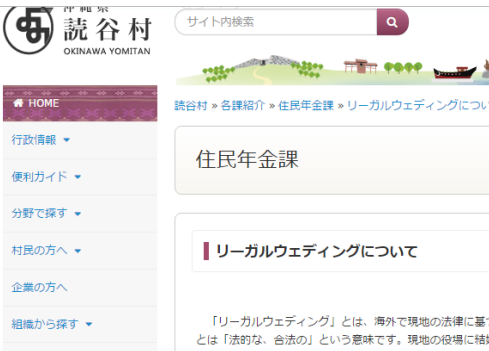 沖縄県
読谷村
OKINAWA YOMITAN
サイト内検索
HOME
読谷村 » 各課紹介 » 住民年金課 » リーガルウェディングについ
行政情報
便利ガイド
分野で探す
村民の方へ
企業の方へ
組織から探す
住民年金課
リーガルウェディングについて
「リーガルウェディング」とは、海外で現地の法律に基
とは「法的な、合法の」という意味です。現地の役場に結